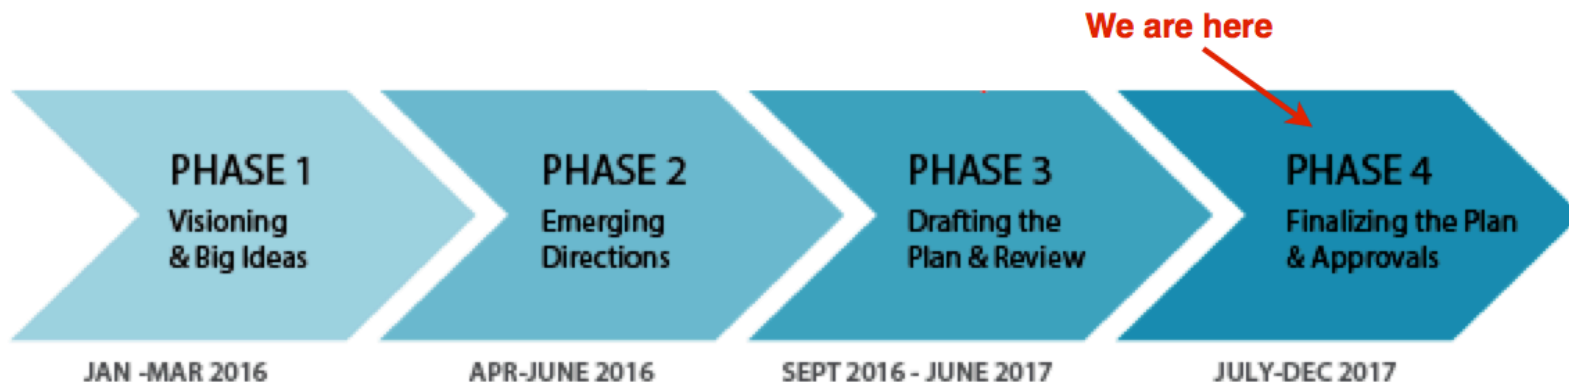 We are here
PHASE 1
Visioning
& Big Ideas
PHASE 2
Emerging
Directions
PHASE 3
Drafting the
Plan & Review
PHASE 4
Finalizing the Plan
& Approvals
JAN -MAR 2016
APR-JUNE 2016
SEPT 2016 - JUNE 2017
JULY-DEC 2017